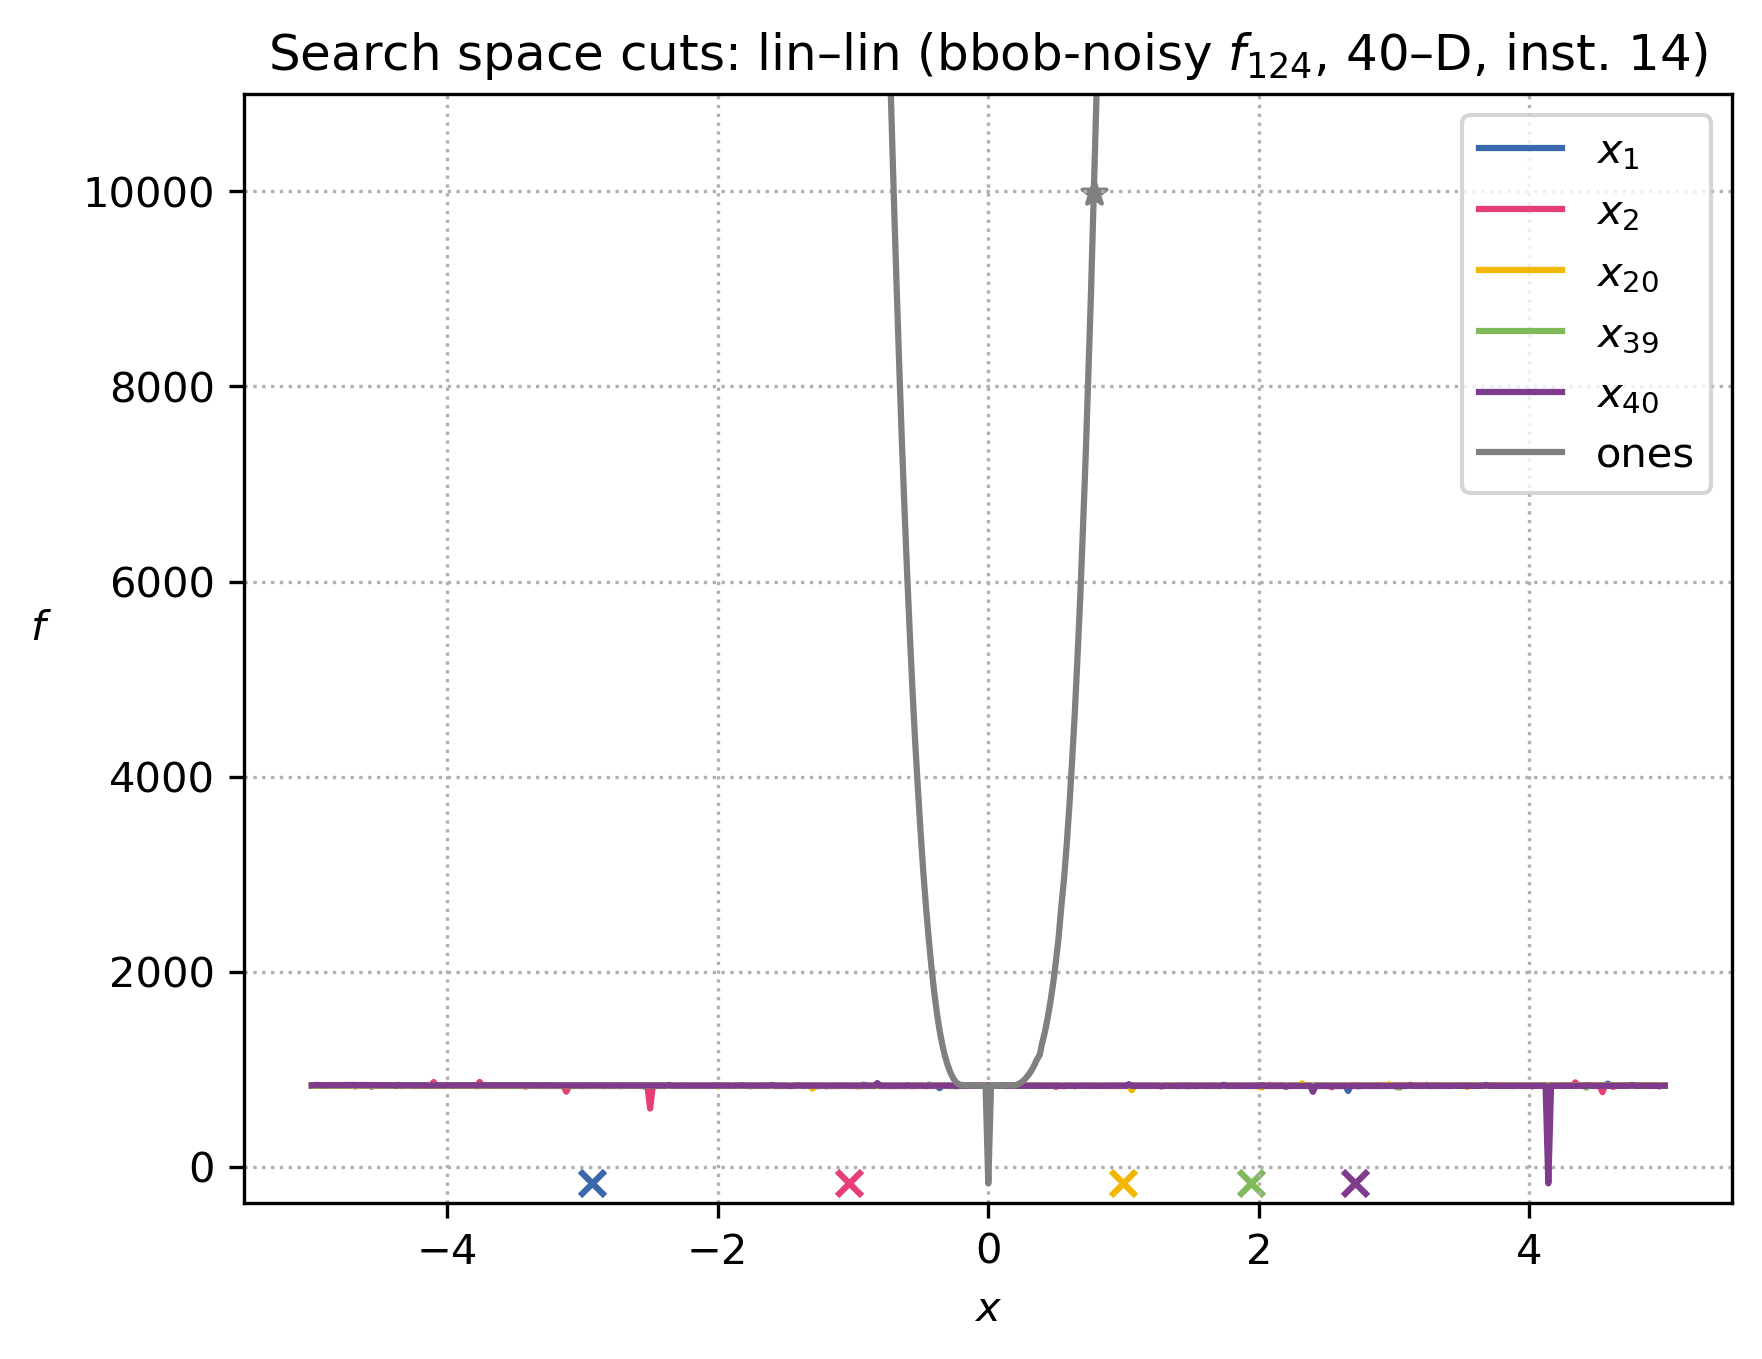 Search space cuts: lin–lin (bbob-noisy f124, 40–D, inst. 14)
10000
8000
6000
4000
2000
0
f
−4
−2
0
2
4
x
x1
x2
x20
x39
x40
ones